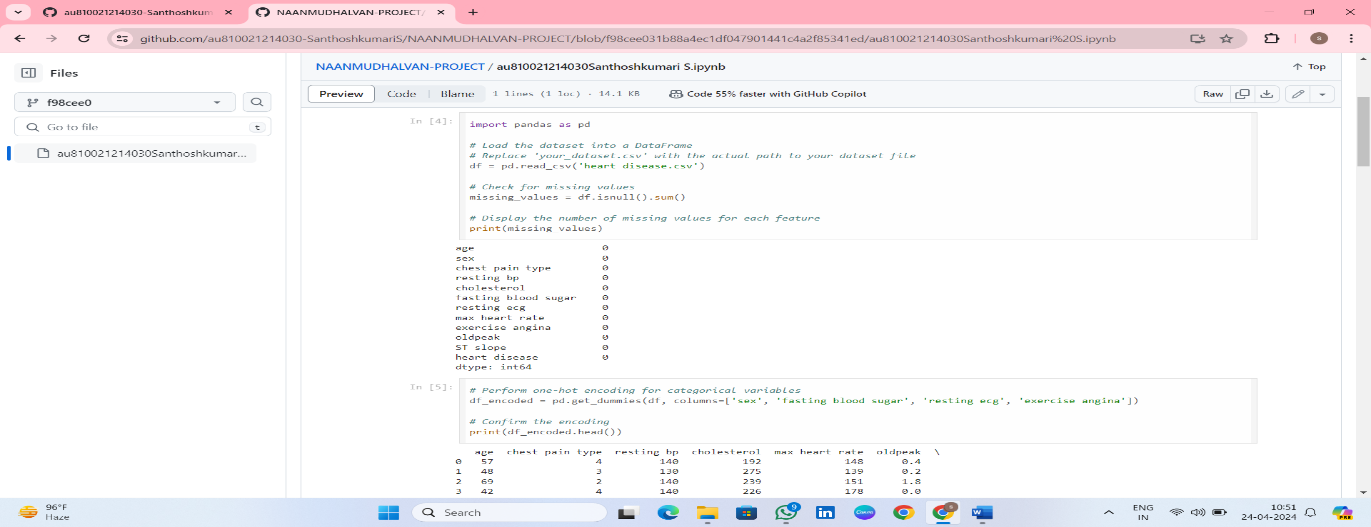 au810021214030-Santhoshkum
NAANMUDHALVAN-PROJECT/
github.com/au810021214030-SanthoshkumariS/NAANMUDHALVAN-PROJECT/blob/f98cee031b88a4ec1df047901441c4a2f85341ed/au810021214030Santhoshkumari%20S.ipynb
s
Files
NAANMUDHALVAN-PROJECT / au810021214030Santhoshkumari S.ipynb
Top
f98cee0
Preview Code Blame 1 lines (1 loc) · 14.1 KB Code 55% faster with GitHub Copilot
Raw
Go to file t
au810021214030Santhoshkumar...
In [4]:
import pandas as pd
# Load the dataset into a DataFrame
# Replace 'your_dataset.csv' with the actual path to your dataset file
df = pd.read_csv('heart disease.csv')
# Check for missing values
missing_values = df.isnull().sum()
# Display the number of missing values for each feature
print(missing_values)
age 0
sex 0
chest pain type 0
resting bp 0
cholesterol 0
fasting blood sugar 0
resting ecg 0
max heart rate 0
exercise angina 0
oldpeak 0
ST slope 0
heart disease 0
dtype: int64
In [5]:
# Perform one-hot encoding for categorical variables
df_encoded = pd.get_dummies(df, columns=['sex', 'fasting blood sugar', 'resting ecg', 'exercise angina'])
# Confirm the encoding
print(df_encoded.head())
age chest pain type resting bp cholesterol max heart rate oldpeak \
0 57 4 140 192 148 0.4
1 48 3 130 275 139 0.2
2 69 2 140 239 151 1.8
3 42 4 140 226 178 0.0
96°F
Haze
Search
9
ENG
IN
10:51
24-04-2024